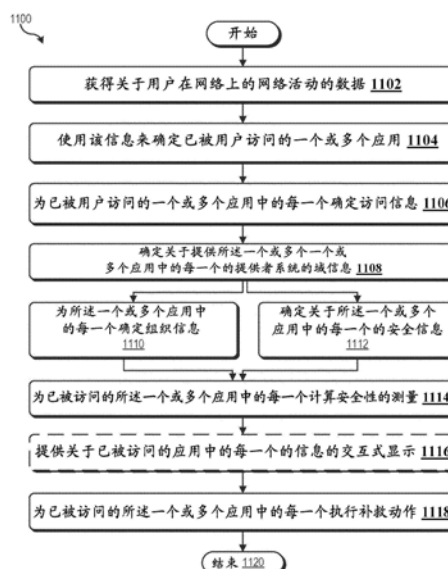 1100
开始
获得关于用户在网络上的网络活动的数据 1102
使用该信息来确定已被用户访问的一个或多个应用 1104
为已被用户访问的一个或多个应用中的每一个确定访问信息 1106
确定关于提供所述一个或多个一个或
多个应用中的每一个的提供者系统的域信息 1108
为所述一个或多个应用中
的每一个确定组织信息
1110
确定关于所述一个或多个
应用中的每一个的安全信息
1112
为已被访问的所述一个或多个应用中的每一个计算安全性的测量 1114
提供关于已被访问的应用中的每一个的信息的交互式显示 1116
为已被访问的所述一个或多个应用中的每一个执行补救动作 1118
结束 1120